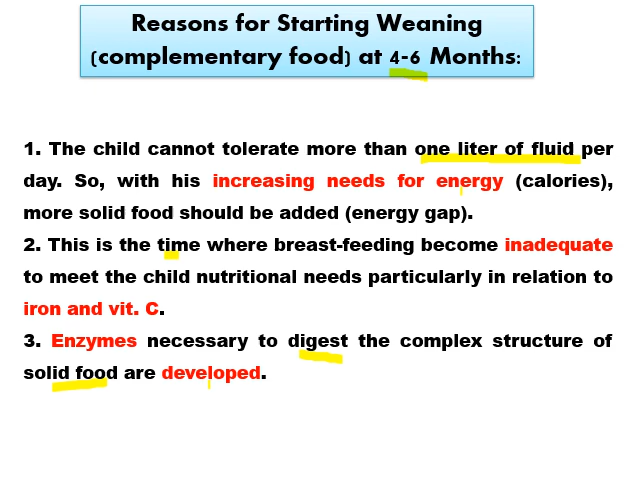 Reasons for Starting Weaning
(complementary food) at 4-6 Months:
1. The child cannot tolerate more than one liter of fluid per
day. So, with his increasing needs for energy (calories),
more solid food should be added (energy gap).
2. This is the time where breast-feeding become inadequate
to meet the child nutritional needs particularly in relation to
iron and vit. C.
3. Enzymes necessary to digest the complex structure of
solid food are developed.